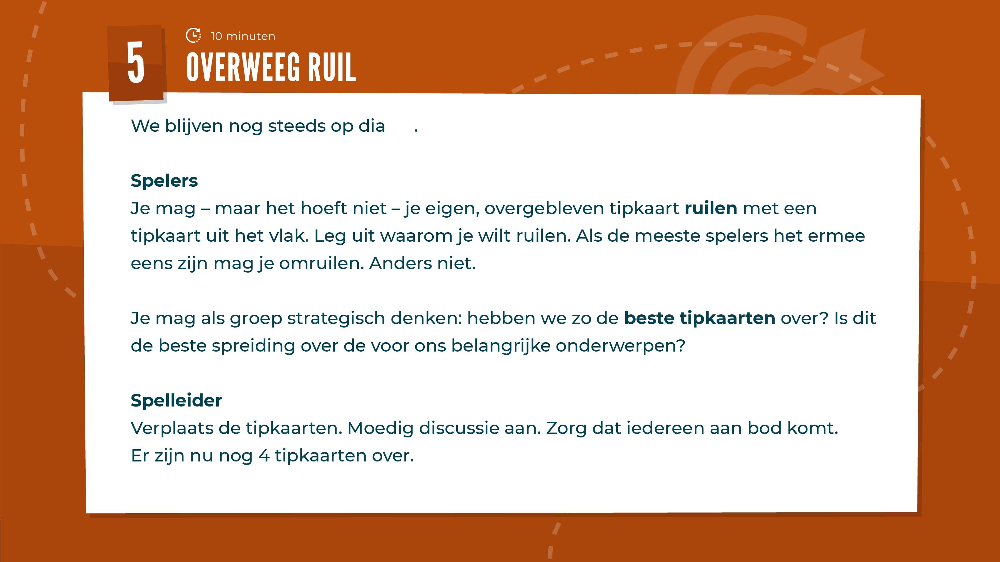 5
10 minuten
OVERWEEG RUIL
We blijven nog steeds op dia .
Spelers
Je mag – maar het hoeft niet – je eigen, overgebleven tipkaart ruilen met een
tipkaart uit het vlak. Leg uit waarom je wilt ruilen. Als de meeste spelers het ermee
eens zijn mag je omruilen. Anders niet.
Je mag als groep strategisch denken: hebben we zo de beste tipkaarten over? Is dit
de beste spreiding over de voor ons belangrijke onderwerpen?
Spelleider
Verplaats de tipkaarten. Moedig discussie aan. Zorg dat iedereen aan bod komt.
Er zijn nu nog 4 tipkaarten over.